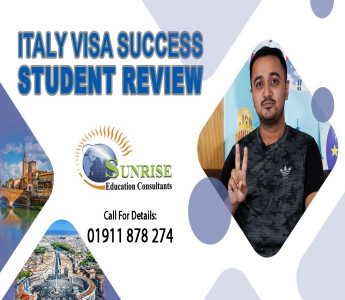 ITALY VISA SUCCESS
STUDENT REVIEW
SUNRISE
Education Consultants
Call For Details:
01911 878 274